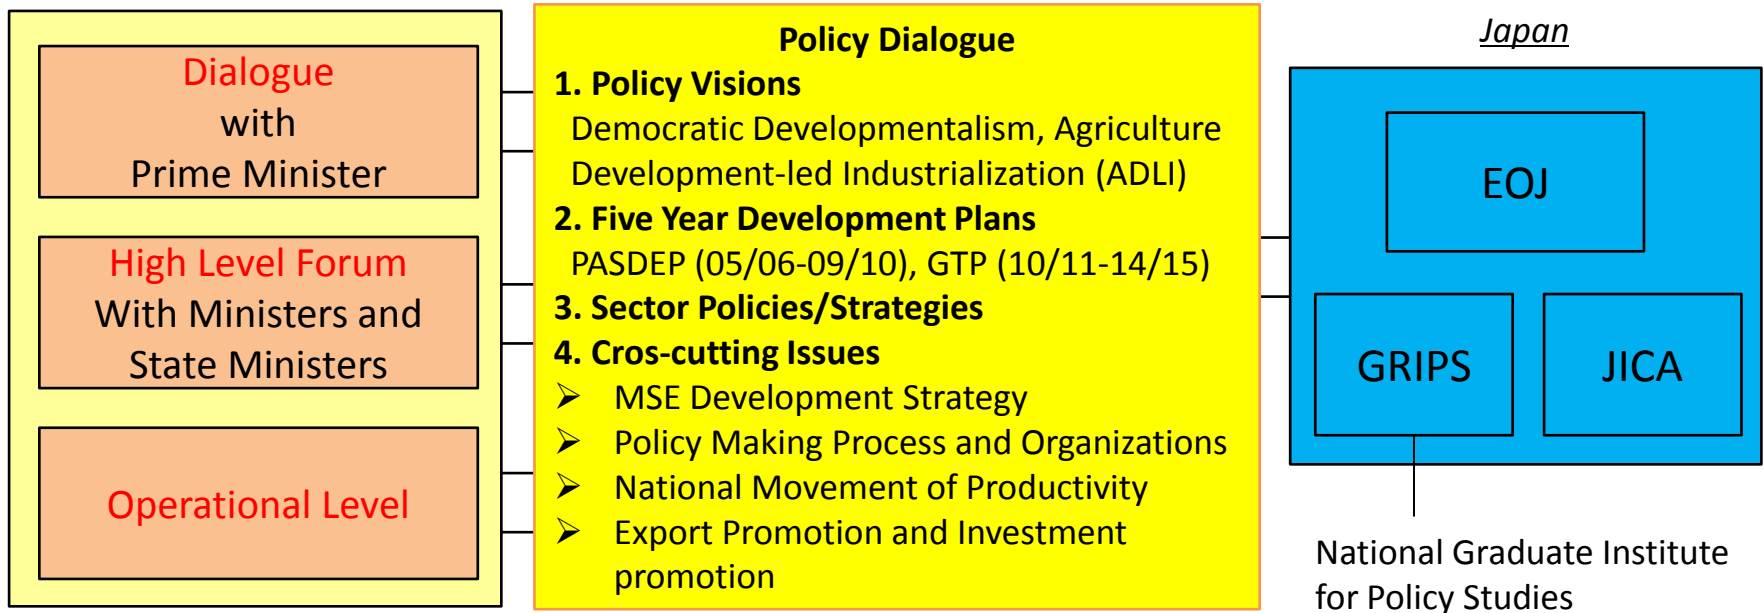 Dialogue
with
Prime Minister
High Level Forum
With Ministers and
State Ministers
Operational Level
Policy Dialogue
1. Policy Visions
Democratic Developmentalism, Agriculture
Development-led Industrialization (ADLI)
2. Five Year Development Plans
PASDEP (05/06-09/10), GTP (10/11-14/15)
3. Sector Policies/Strategies
4. Cros-cutting Issues
➢ MSE Development Strategy
➢ Policy Making Process and Organizations
➢ National Movement of Productivity
➢ Export Promotion and Investment
promotion
Japan
EOJ
GRIPS
JICA
National Graduate Institute
for Policy Studies